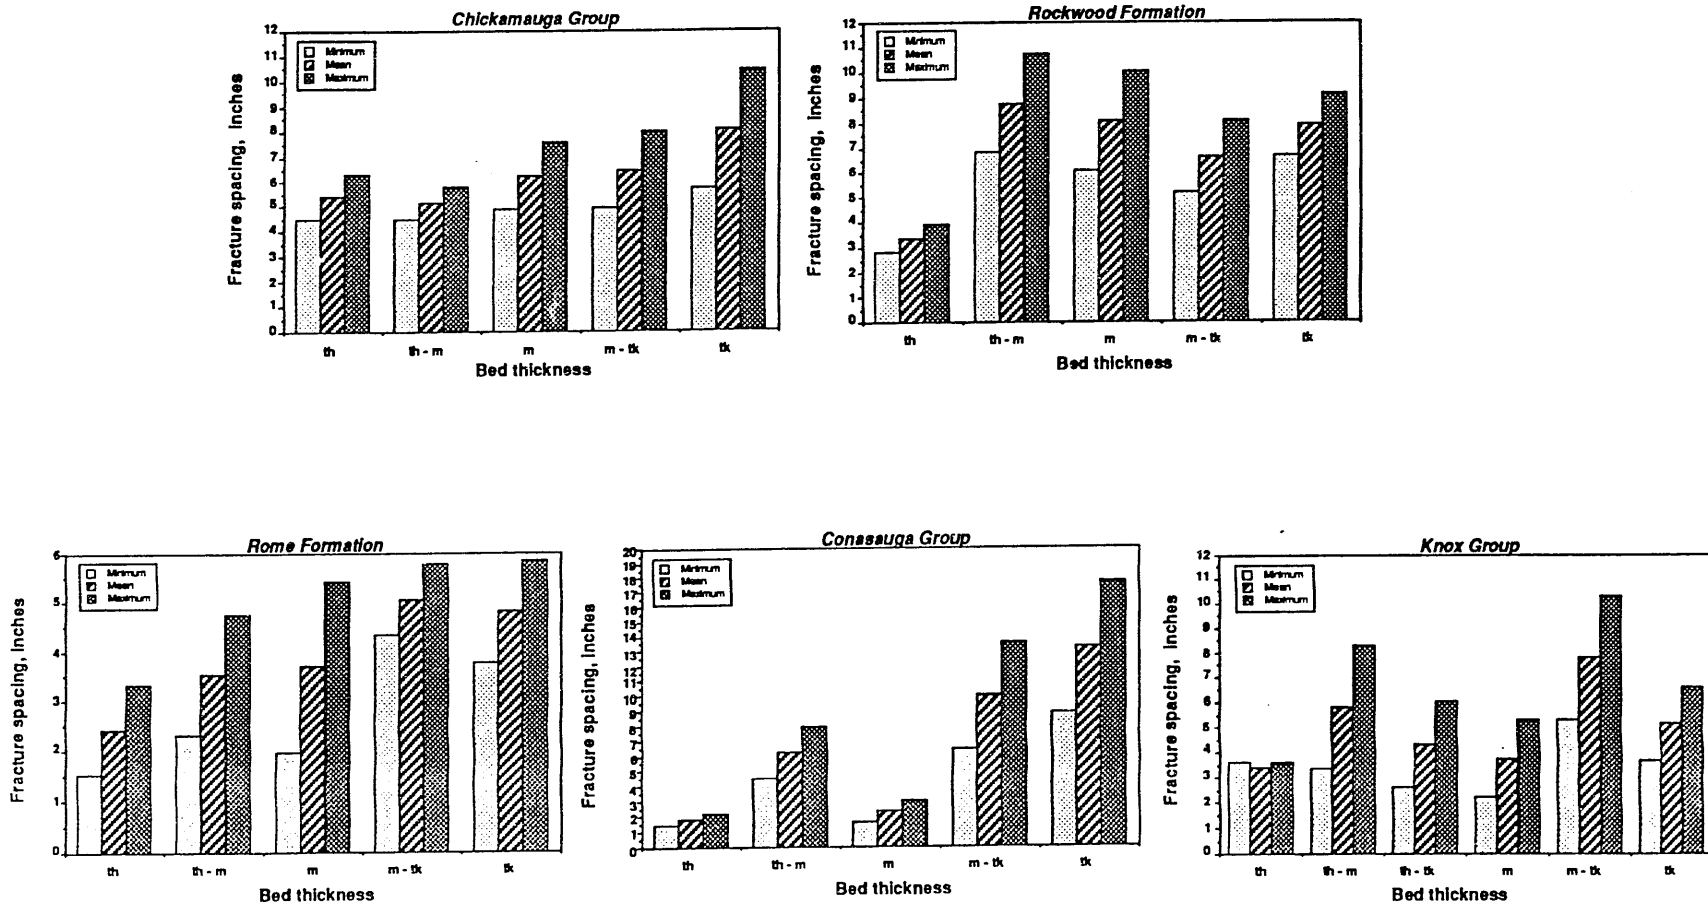 Chickamauga Group
12
11
10
9
8
7
6
5
4
3
2
1
0
Fracture spacing, inches
Minimum
Mean
Maximum
th
th - m
m
m - tk
tk
Bed thickness
Rockwood Formation
12
11
10
9
8
7
6
5
4
3
2
1
0
Fracture spacing, inches
Minimum
Mean
Maximum
th
th - m
m
m - tk
tk
Bed thickness
Rome Formation
6
5
4
3
2
1
0
Fracture spacing, inches
Minimum
Mean
Maximum
th
th - m
m
m - tk
tk
Bed thickness
Conasauga Group
20
19
18
17
16
15
14
13
12
11
10
9
8
7
6
5
4
3
2
1
0
Fracture spacing, inches
Minimum
Mean
Maximum
th
th - m
m
m - tk
tk
Bed thickness
Knox Group
12
11
10
9
8
7
6
5
4
3
2
1
0
Fracture spacing, inches
Minimum
Mean
Maximum
th
th - m
th - tk
m
m - tk
tk
Bed thickness